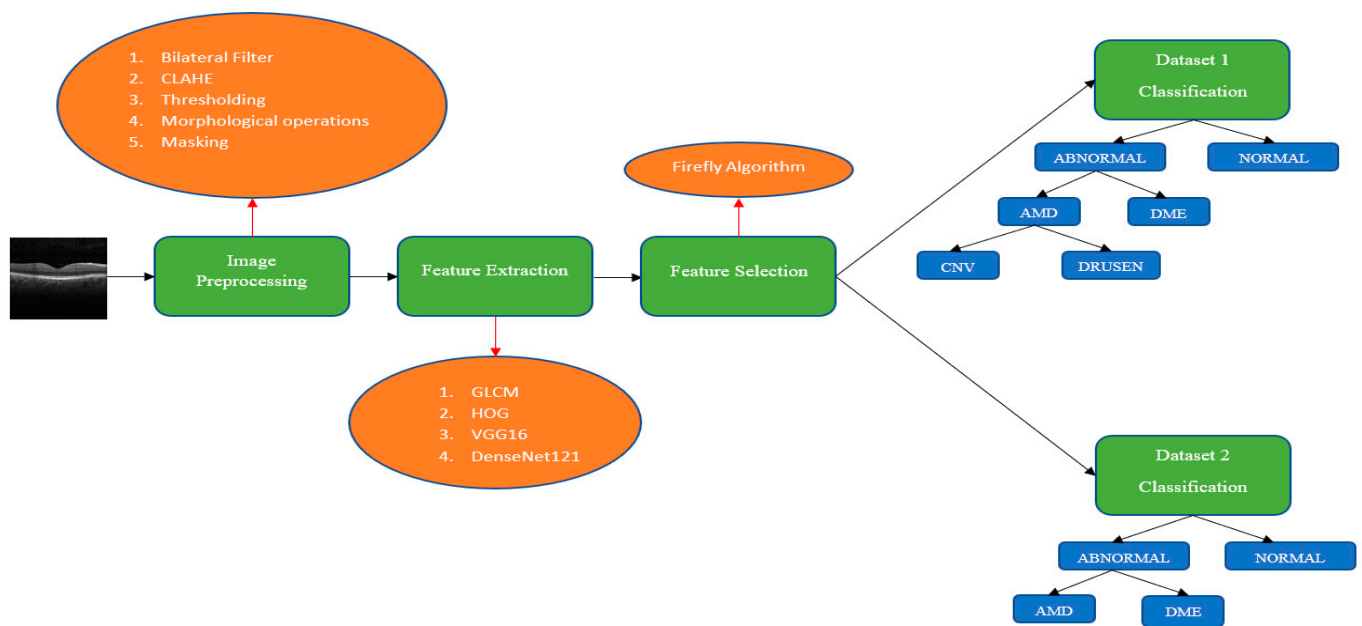 1. Bilateral Filter
2. CLAHE
3. Thresholding
4. Morphological operations
5. Masking
Image
Preprocessing
Feature Extraction
1. GLCM
2. HOG
3. VGG16
4. DenseNet121
Firefly Algorithm
Feature Selection
Dataset 1
Classification
ABNORMAL
NORMAL
AMD
DME
CNV
DRUSEN
Dataset 2
Classification
ABNORMAL
NORMAL
AMD
DME